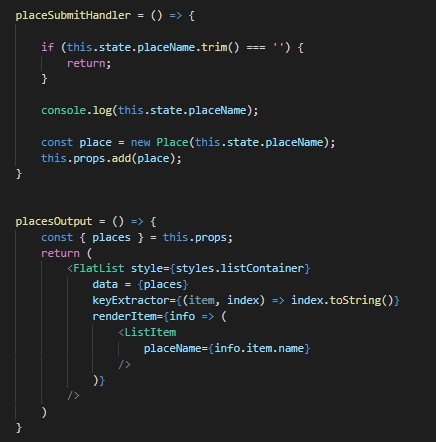 placeSubmitHandler = () => {
if (this.state.placeName.trim() === '') {
return;
}
console.log(this.state.placeName);
const place = new Place(this.state.placeName);
this.props.add(place);
}
placesOutput = () => {
const { places } = this.props;
return (
<FlatList style={styles.listContainer}
data = {places}
keyExtractor={(item, index) => index.toString()}
renderItem={info => (
<ListItem
placeName={info.item.name}
/>
)}
/>
)
}